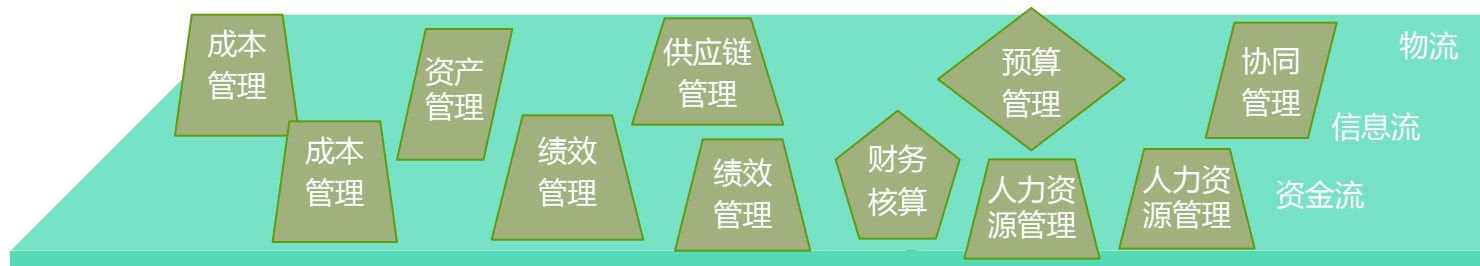 成本
管理
资产
管理
供应链
管理
预算
管理
协同
管理
物流
信息流
成本
管理
绩效
管理
绩效
管理
财务
核算
人力资
源管理
人力资
源管理
资金流